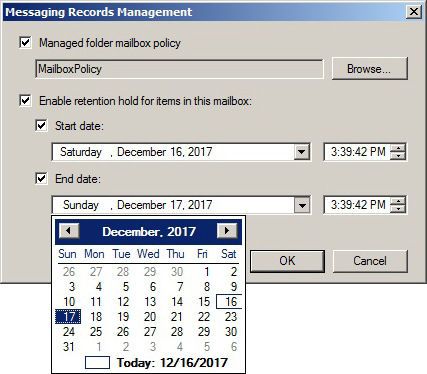 Messaging Records Management
Managed folder mailbox policy
MailboxPolicy Browse...
Enable retention hold for items in this mailbox:
Start date:
Saturday , December 16, 2017 3:39:42 PM
End date:
Sunday , December 17, 2017 3:39:42 PM
December, 2017
Sun Mon Tue Wed Thu Fri Sat
26 27 28 29 30 1 2
3 4 5 6 7 8 9
10 11 12 13 14 15 16
17 18 19 20 21 22 23
24 25 26 27 28 29 30
31 1 2 3 4 5 6
Today: 12/16/2017
OK Cancel